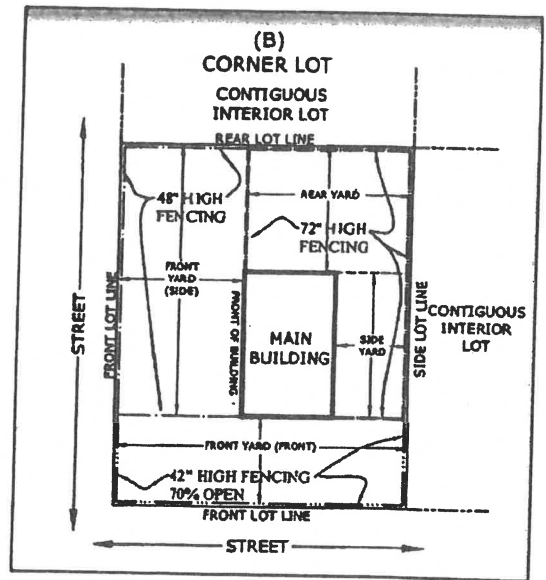 (B)
CORNER LOT
CONTIGUOUS
INTERIOR LOT
REAR LOT LINE
48" HIGH
FENCING
REAR YARD
72" HIGH
FENCING
FRONT
YARD
(SIDE)
FRONT LOT LINE
STREET
FRONT OF BUILDING
MAIN
BUILDING
SIDE
YARD
SIDE LOT LINE
CONTIGUOUS
INTERIOR
LOT
FRONT YARD (FRONT)
42" HIGH FENCING
70% OPEN
FRONT LOT LINE
STREET